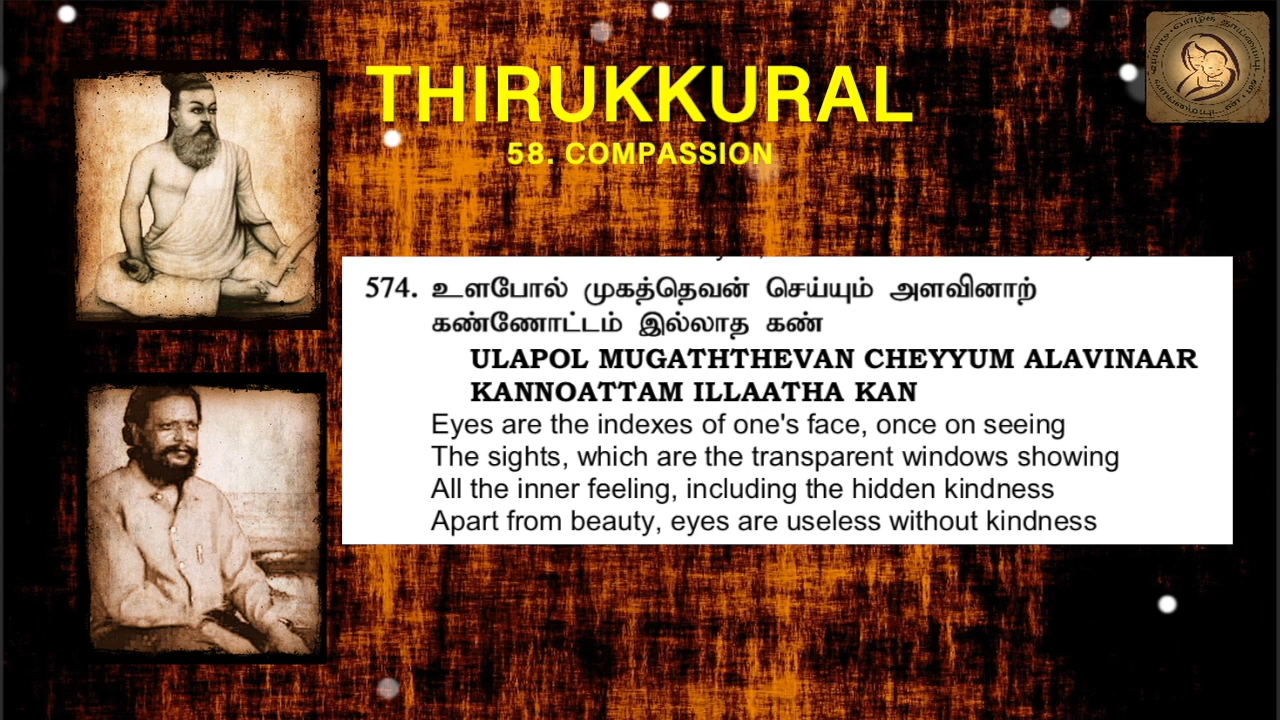 THIRUKKURAL
58. COMPASSION
574. உளபோல் முகத்தெவன் செய்யும் அளவினாற்
கண்ணோட்டம் இல்லாத கண்
ULAPOL MUGATHTHEVAN CHEYYUM ALAVINAAR
KANNOATTAM ILLAATHA KAN
Eyes are the indexes of one's face, once on seeing
The sights, which are the transparent windows showing
All the inner feeling, including the hidden kindness
Apart from beauty, eyes are useless without kindness